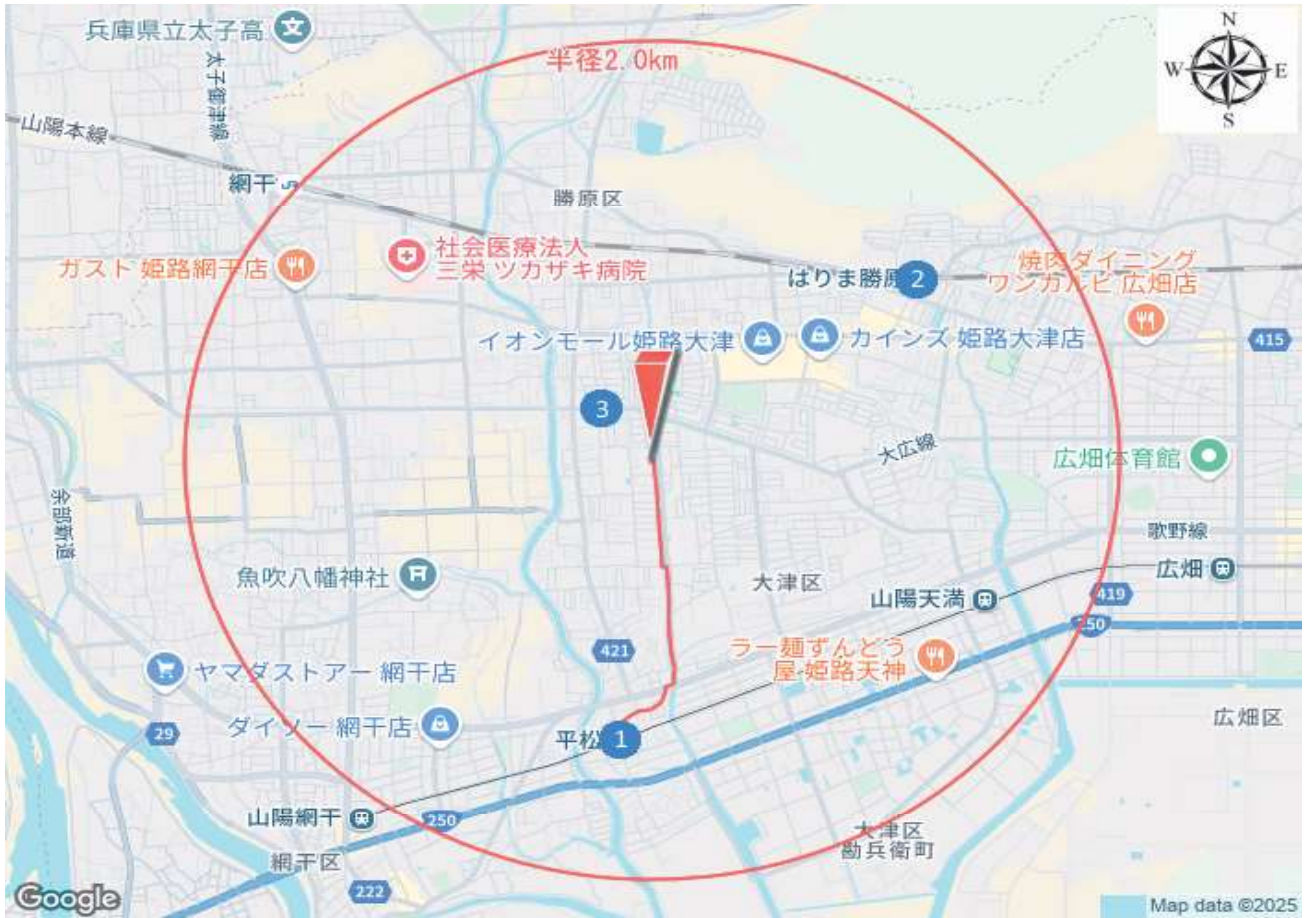 兵庫県立太子高
半径2.0km
N
W
E
S
太子御津線
山陽本線
網干
勝原区
社会医療法人
三栄 ツカザキ病院
ガスト 姫路網干店
はりま勝原
2
焼肉ダイニング
ワンカルビ 広畑店
イオンモール姫路大津
カインズ 姫路大津店
415
3
大広線
広畑体育館
余部新道
歌野線
魚吹八幡神社
大津区
広畑
山陽天満
419
250
421
ラー麺ずんどう
屋 姫路天神
ヤマダストアー 網干店
29
ダイソー 網干店
平松
1
広畑区
山陽網干
250
網干区
大津区
勘兵衛町
222
Google
Map data ©2025